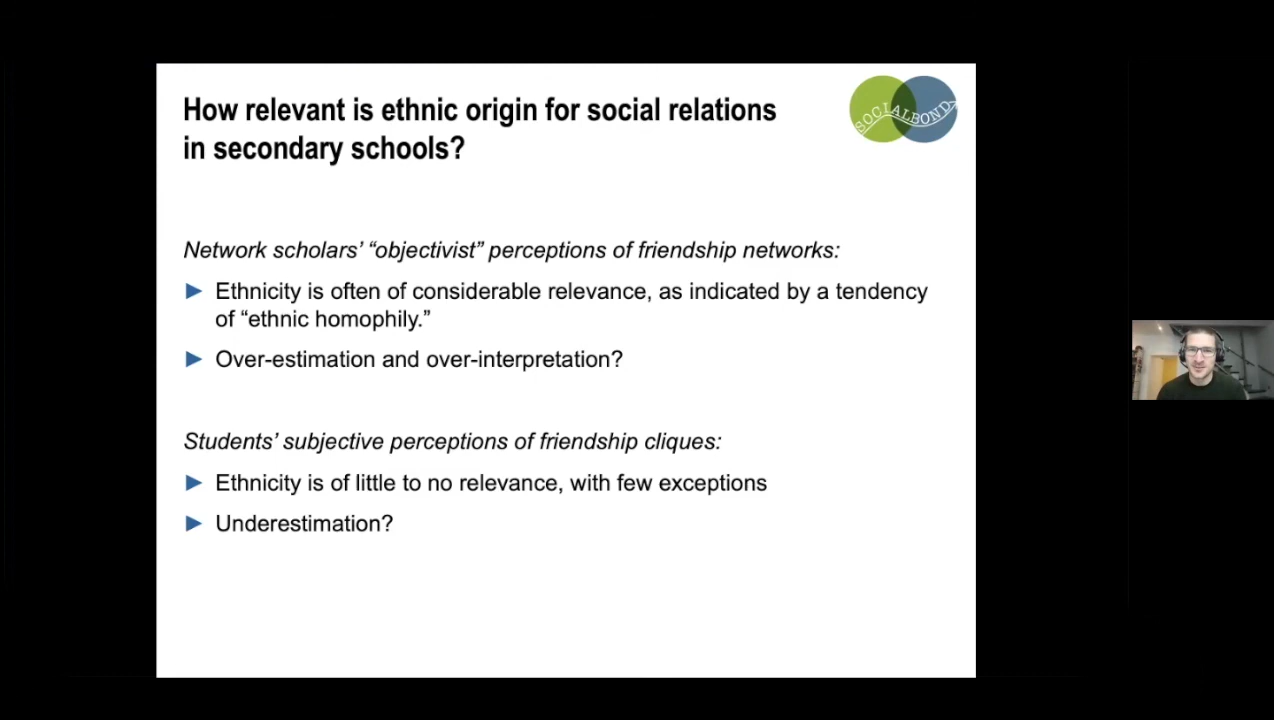 How relevant is ethnic origin for social relations
in secondary schools?
SOCIALBOND
Network scholars’ “objectivist” perceptions of friendship networks:
► Ethnicity is often of considerable relevance, as indicated by a tendency
of “ethnic homophily.”
► Over-estimation and over-interpretation?
Students’ subjective perceptions of friendship cliques:
► Ethnicity is of little to no relevance, with few exceptions
► Underestimation?